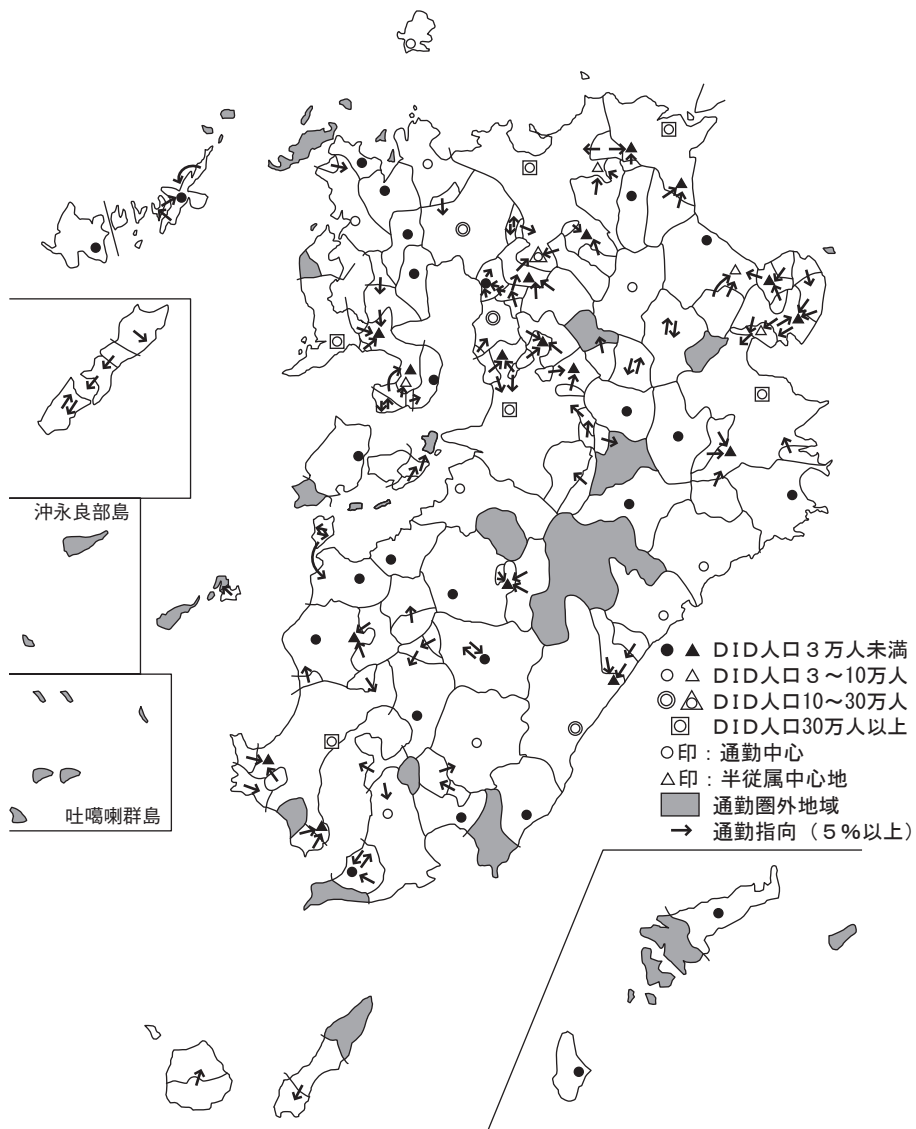 沖永良部島
吐噶喇群島
●▲ DID人口3万人未満
○△ DID人口3～10万人
DID人口10～30万人
DID人口30万人以上
○印：通勤中心
△印：半従属中心地
通勤圏外地域
→ 通勤指向（5％以上）